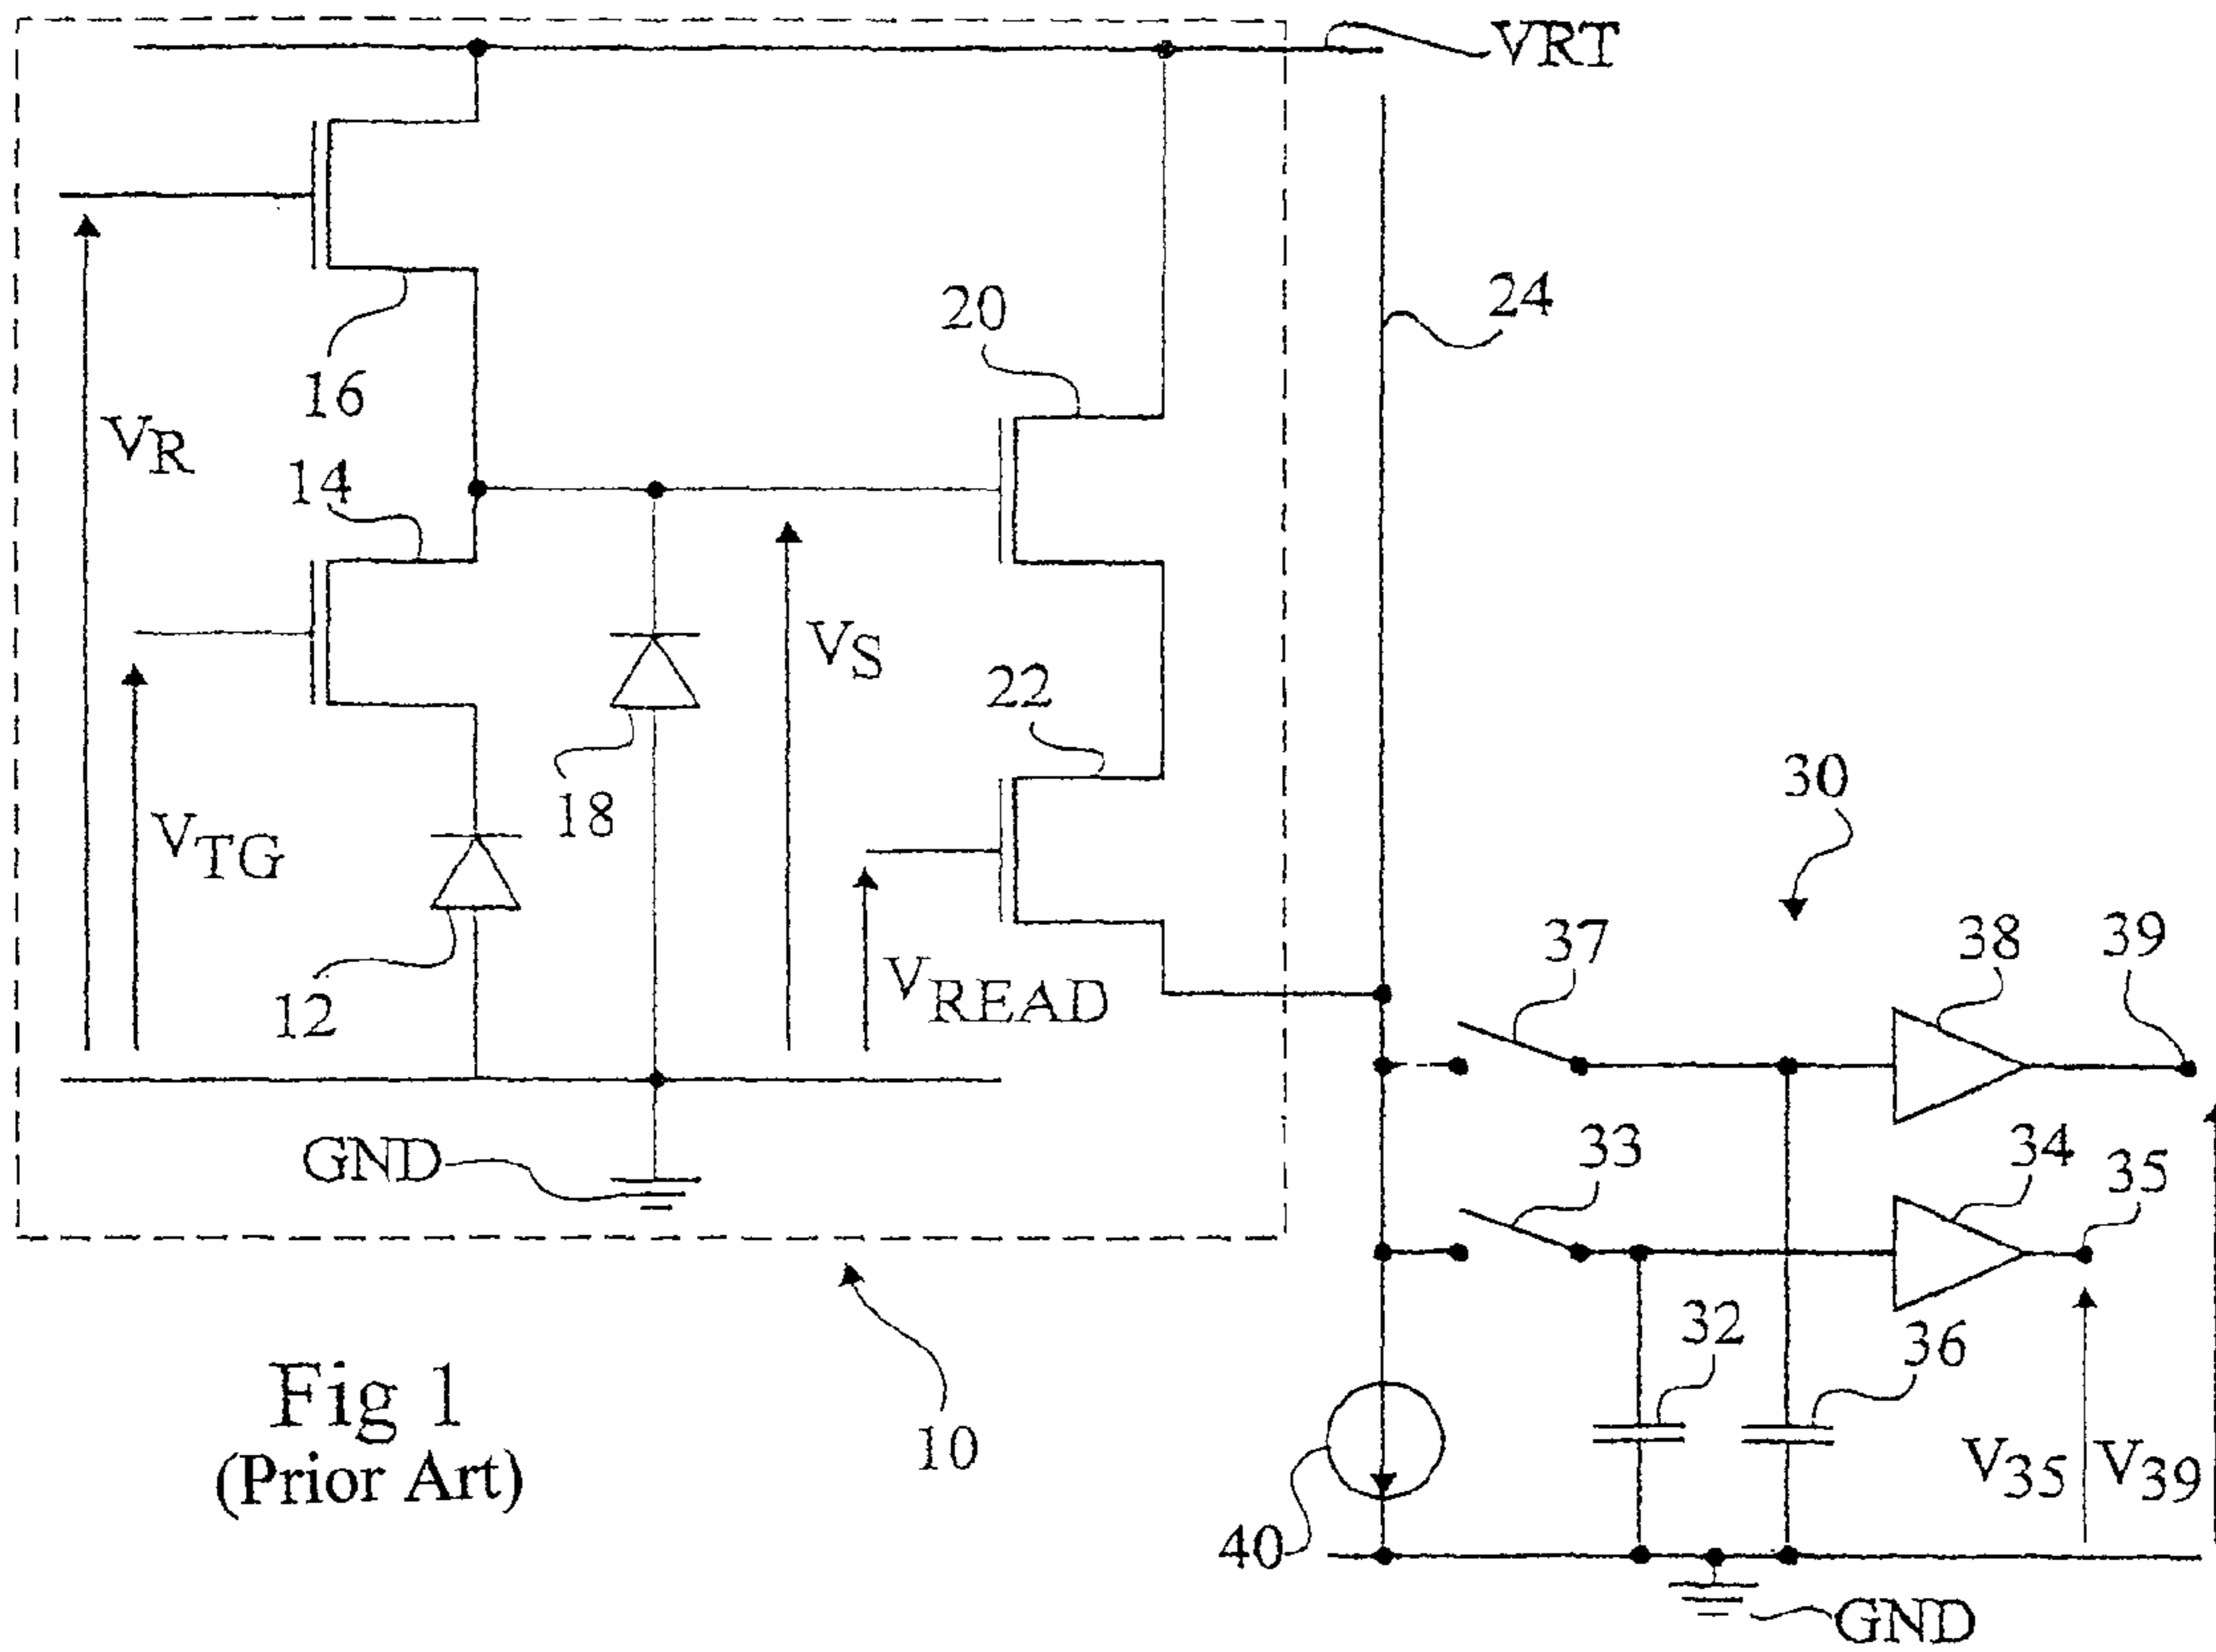 VRT
24
20
16
VR
14
VS
22
18
30
VTG
37
38
39
VREAD
12
33
34
35
GND
32
36
10
V35
V39
40
GND
Fig 1
(Prior Art)